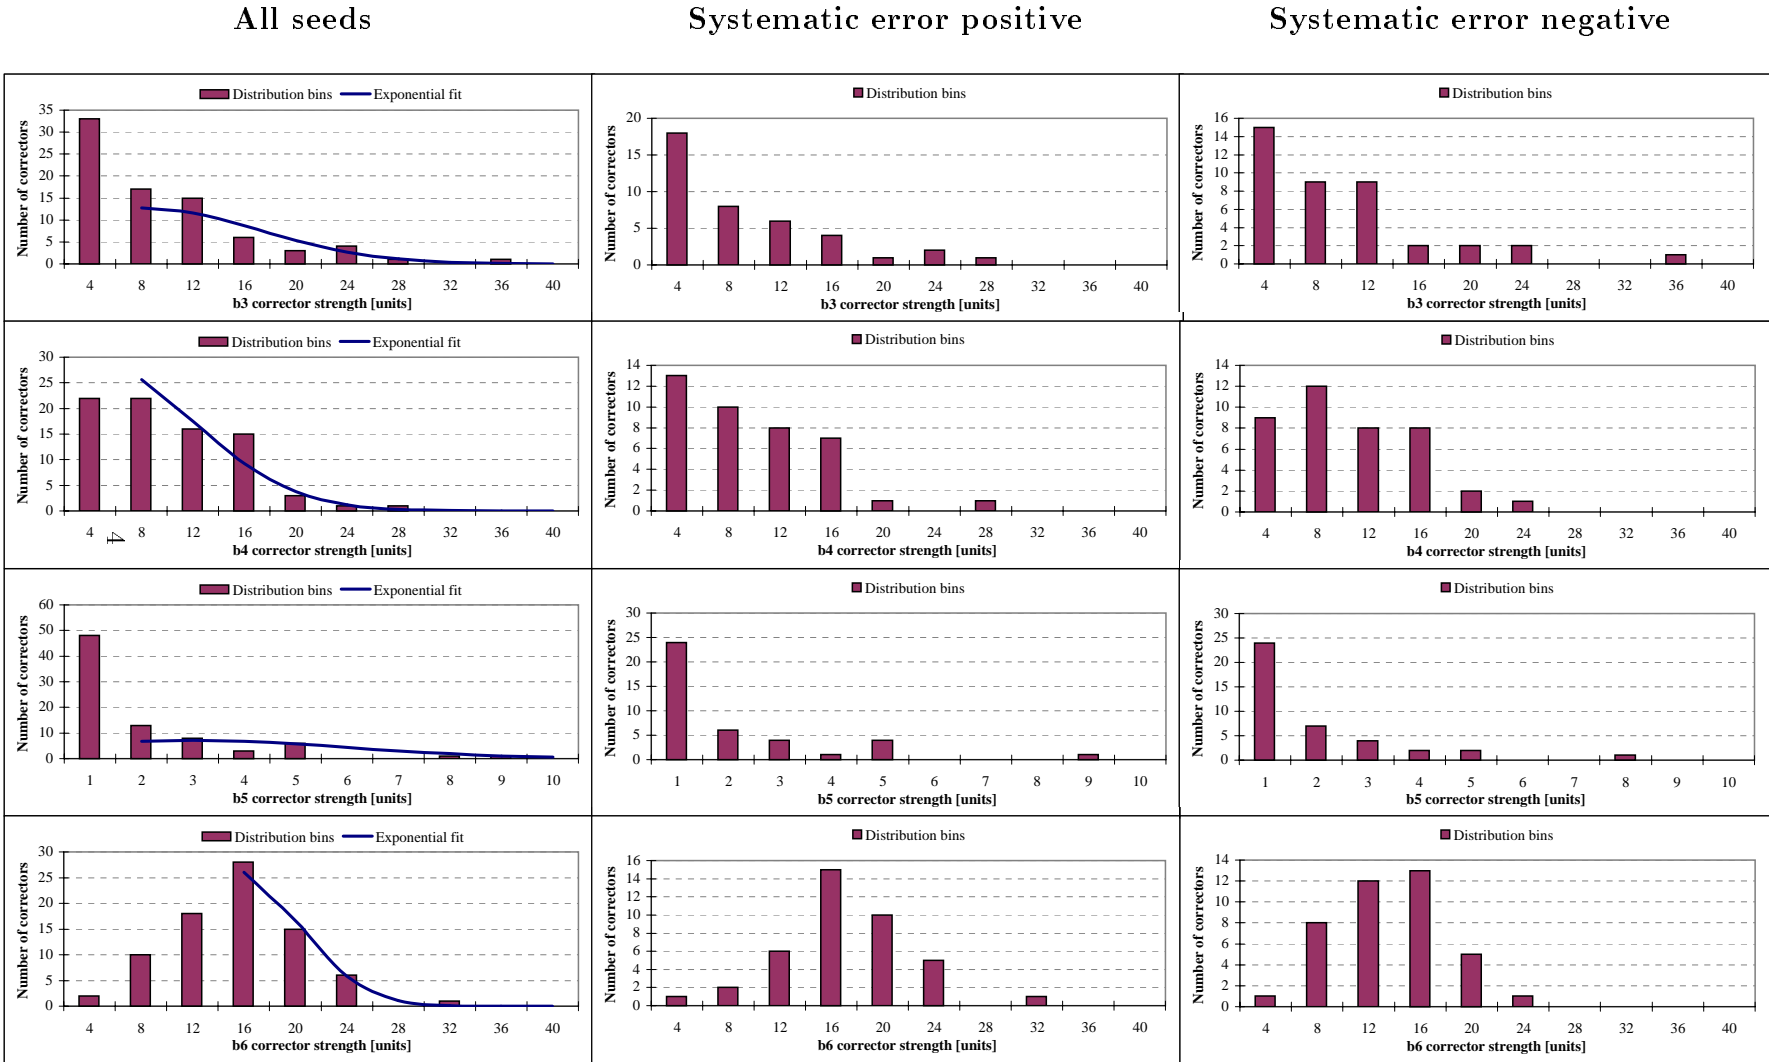 All seeds Systematic error positive Systematic error negative
Distribution bins Exponential fit
Number of correctors
35
30
25
20
15
10
5
0
4 8 12 16 20 24 28 32 36 40
b3 corrector strength [units]
Distribution bins
Number of correctors
20
15
10
5
0
4 8 12 16 20 24 28 32 36 40
b3 corrector strength [units]
Distribution bins
Number of correctors
16
14
12
10
8
6
4
2
0
4 8 12 16 20 24 28 32 36 40
b3 corrector strength [units]
Distribution bins Exponential fit
Number of correctors
30
25
20
15
10
5
0
4 8 12 16 20 24 28 32 36 40
4
b4 corrector strength [units]
Distribution bins
Number of correctors
14
12
10
8
6
4
2
0
4 8 12 16 20 24 28 32 36 40
b4 corrector strength [units]
Distribution bins
Number of correctors
14
12
10
8
6
4
2
0
4 8 12 16 20 24 28 32 36 40
b4 corrector strength [units]
Distribution bins Exponential fit
Number of correctors
60
50
40
30
20
10
0
1 2 3 4 5 6 7 8 9 10
b5 corrector strength [units]
Distribution bins
Number of correctors
30
25
20
15
10
5
0
1 2 3 4 5 6 7 8 9 10
b5 corrector strength [units]
Distribution bins
Number of correctors
30
25
20
15
10
5
0
1 2 3 4 5 6 7 8 9 10
b5 corrector strength [units]
Distribution bins Exponential fit
Number of correctors
30
25
20
15
10
5
0
4 8 12 16 20 24 28 32 36 40
b6 corrector strength [units]
Distribution bins
Number of correctors
16
14
12
10
8
6
4
2
0
4 8 12 16 20 24 28 32 36 40
b6 corrector strength [units]
Distribution bins
Number of correctors
14
12
10
8
6
4
2
0
4 8 12 16 20 24 28 32 36 40
b6 corrector strength [units]